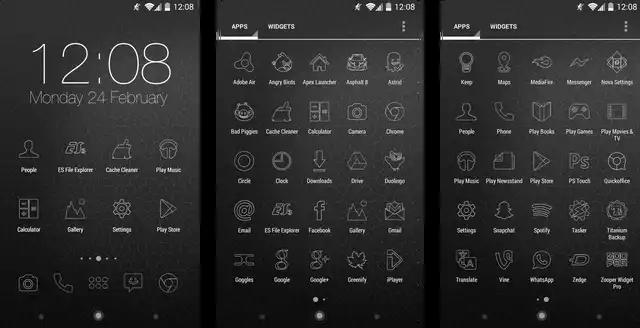 12:08
12:08
Monday 24 February
People
ES File Explorer
Cache Cleaner
Play Music
Calculator
Gallery
Settings
Play Store
12:08
APPS
WIDGETS
Adobe Air
Angry Birds
Apex Launcher
Asphalt 8
Astrid
Bad Piggies
Cache Cleaner
Calculator
Camera
Chrome
Circle
Clock
Downloads
Drive
Duolingo
Email
ES File Explorer
Facebook
Gallery
Gmail
Goggles
Google
Google+
Greenify
iPlayer
12:08
APPS
WIDGETS
Keep
Maps
MediaFire
Messenger
Nova Settings
People
Phone
Play Books
Play Games
Play Movies &
TV
Play Music
Play Newsstand
Play Store
PS Touch
Quickoffice
Settings
Snapchat
Spotify
Tasker
Titanium
Backup
Translate
Vine
WhatsApp
Zedge
Zooper Widget
Pro